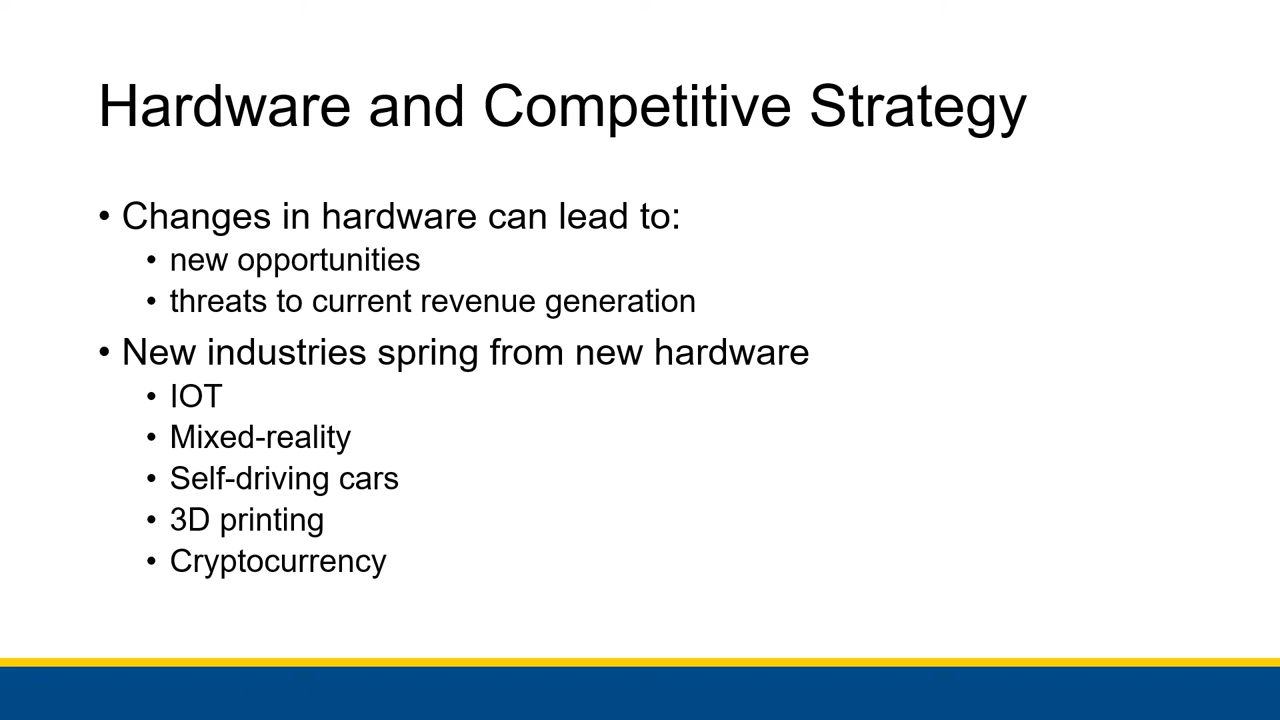 Hardware and Competitive Strategy
• Changes in hardware can lead to:
• new opportunities
• threats to current revenue generation
• New industries spring from new hardware
• IOT
• Mixed-reality
• Self-driving cars
• 3D printing
• Cryptocurrency